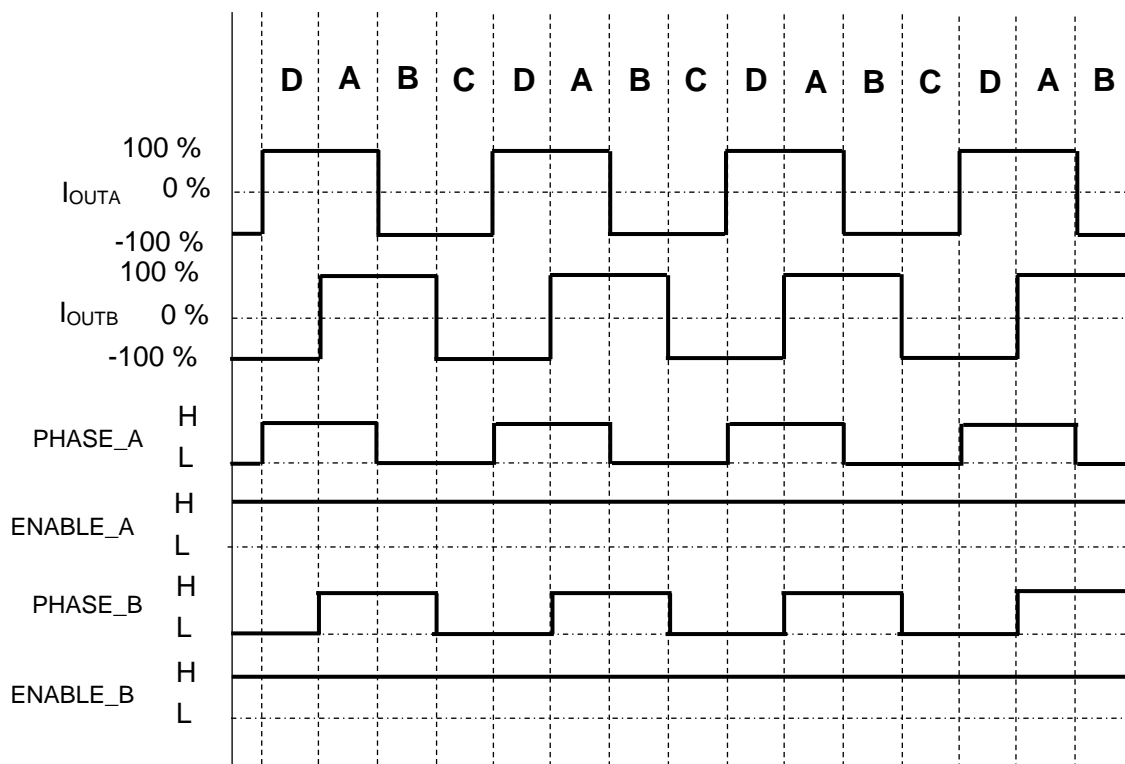 D A B C D A B C D A B C D A B
100 %
IOUTA 0 %
-100 %
100 %
IOUTB 0 %
-100 %
H
PHASE_A
L
H
ENABLE_A
L
H
PHASE_B
L
H
ENABLE_B
L